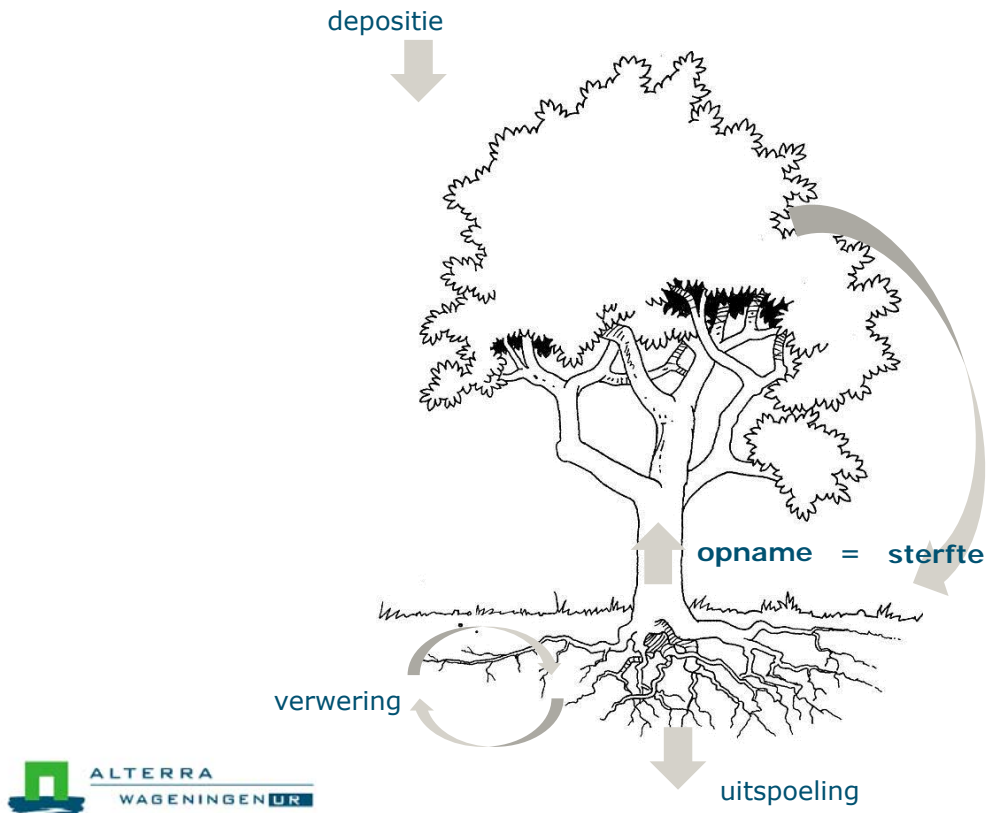 depositie
opname = sterfte
verwering
uitspoeling
ALTERRA
WAGENINGEN UR